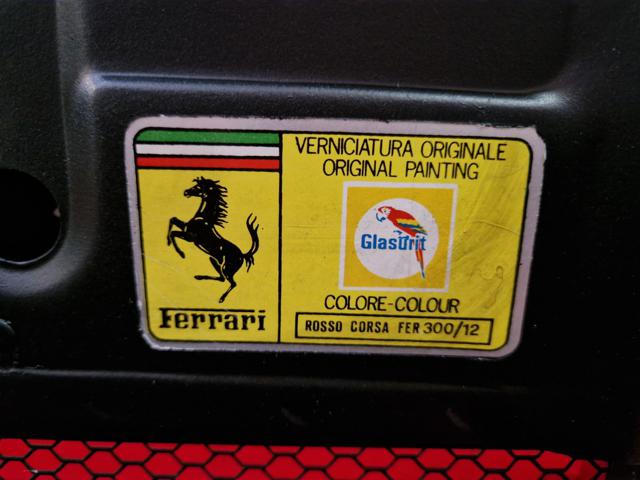 VERNICIATURA ORIGINALE
ORIGINAL PAINTING
Glasurit
COLORE-COLOUR
ROSSO CORSA FER 300/12
Ferrari